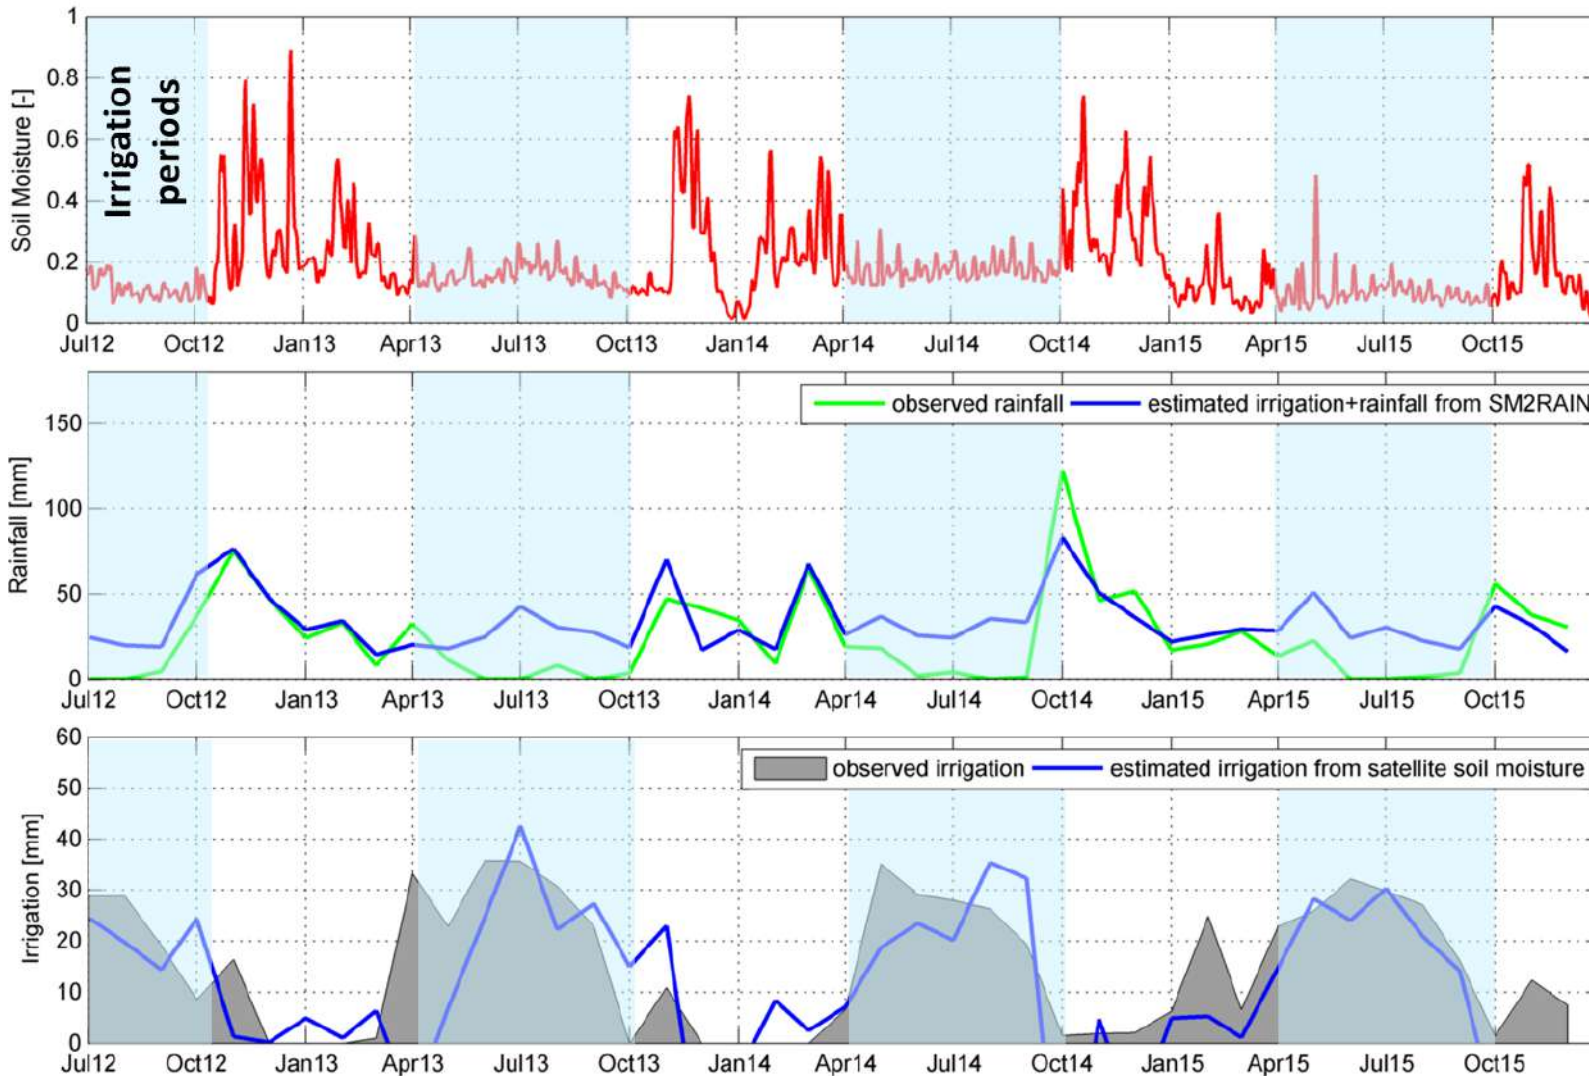 1
0.8
0.6
0.4
0.2
0
Soil Moisture [-]
Irrigation
periods
Jul12 Oct12 Jan13 Apr13 Jul13 Oct13 Jan14 Apr14 Jul14 Oct14 Jan15 Apr15 Jul15 Oct15
observed rainfall estimated irrigation+rainfall from SM2RAIN
150
100
50
0
Rainfall [mm]
Jul12 Oct12 Jan13 Apr13 Jul13 Oct13 Jan14 Apr14 Jul14 Oct14 Jan15 Apr15 Jul15 Oct15
observed irrigation estimated irrigation from satellite soil moisture
60
50
40
30
20
10
0
Irrigation [mm]
Jul12 Oct12 Jan13 Apr13 Jul13 Oct13 Jan14 Apr14 Jul14 Oct14 Jan15 Apr15 Jul15 Oct15